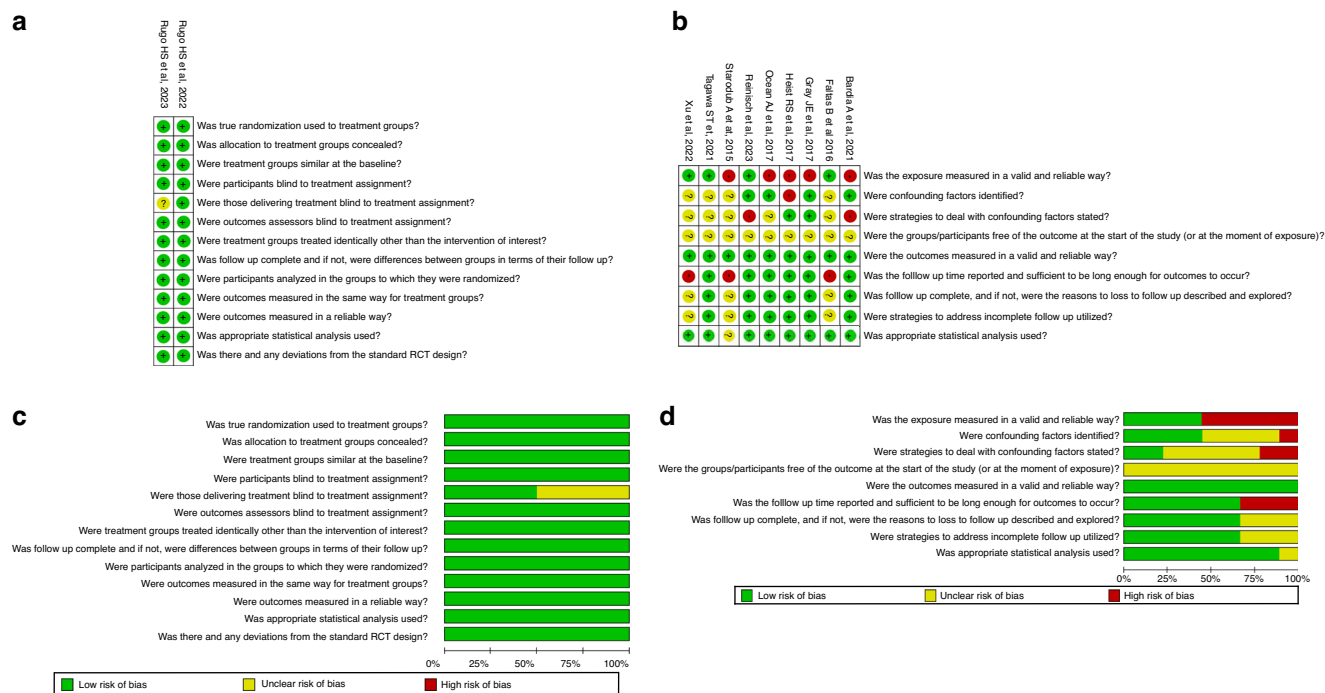 a
Rugo HS et al, 2023
Rugo HS et al, 2022
Was true randomization used to treatment groups?
Was allocation to treatment groups concealed?
Were treatment groups similar at the baseline?
Were participants blind to treatment assignment?
Were those delivering treatment blind to treatment assignment?
Were outcomes assessors blind to treatment assignment?
Were treatment groups treated identically other than the intervention of interest?
Was follow up complete and if not, were differences between groups in terms of their follow up?
Were participants analyzed in the groups to which they were randomized?
Were outcomes measured in the same way for treatment groups?
Were outcomes measured in a reliable way?
Was appropriate statistical analysis used?
Was there and any deviations from the standard RCT design?
b
Xu et al, 2022
Tagawa ST et, 2021
Starodub A et at, 2015
Reinisch et al, 2023
Ocean AJ et al, 2017
Heist RS et al, 2017
Gray JE et al, 2017
Faltas B et al 2016
Bardia A et al, 2021
Was the exposure measured in a valid and reliable way?
Were confounding factors identified?
Were strategies to deal with confounding factors stated?
Were the groups/participants free of the outcome at the start of the study (or at the moment of exposure)?
Were the outcomes measured in a valid and reliable way?
Was the folllow up time reported and sufficient to be long enough for outcomes to occur?
Was folllow up complete, and if not, were the reasons to loss to follow up described and explored?
Were strategies to address incomplete follow up utilized?
Was appropriate statistical analysis used?
c
Was true randomization used to treatment groups?
Was allocation to treatment groups concealed?
Were treatment groups similar at the baseline?
Were participants blind to treatment assignment?
Were those delivering treatment blind to treatment assignment?
Were outcomes assessors blind to treatment assignment?
Were treatment groups treated identically other than the intervention of interest?
Was follow up complete and if not, were differences between groups in terms of their follow up?
Were participants analyzed in the groups to which they were randomized?
Were outcomes measured in the same way for treatment groups?
Were outcomes measured in a reliable way?
Was appropriate statistical analysis used?
Was there and any deviations from the standard RCT design?
0% 25% 50% 75% 100%
Low risk of bias Unclear risk of bias High risk of bias
d
Was the exposure measured in a valid and reliable way?
Were confounding factors identified?
Were strategies to deal with confounding factors stated?
Were the groups/participants free of the outcome at the start of the study (or at the moment of exposure)?
Were the outcomes measured in a valid and reliable way?
Was the folllow up time reported and sufficient to be long enough for outcomes to occur?
Was folllow up complete, and if not, were the reasons to loss to follow up described and explored?
Were strategies to address incomplete follow up utilized?
Was appropriate statistical analysis used?
0% 25% 50% 75% 100%
Low risk of bias Unclear risk of bias High risk of bias